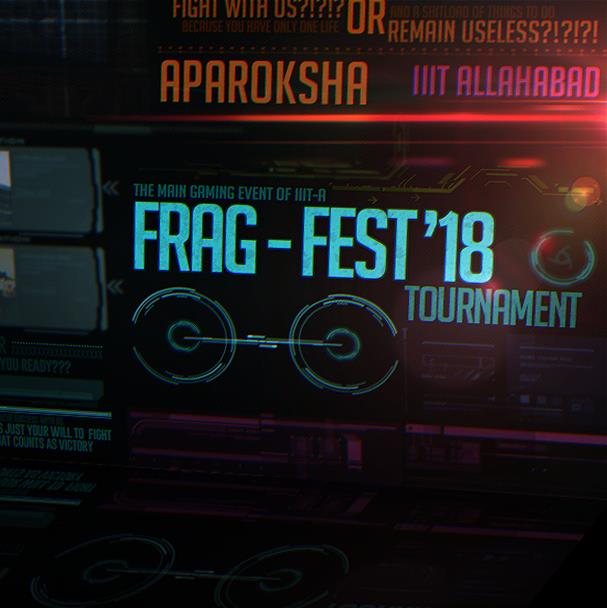 FIGHT WITH US?!?!?
BECAUSE YOU HAVE ONLY ONE LIFE
OR
AND A SHITLOAD OF THINGS TO DO
REMAIN USELESS?!?!?!
APAROKSHA
IIIT ALLAHABAD
THE MAIN GAMING EVENT OF IIIT-A
FRAG - FEST '18
TOURNAMENT
YOU READY???
S JUST YOUR WILL TO FIGHT
AT COUNTS AS VICTORY